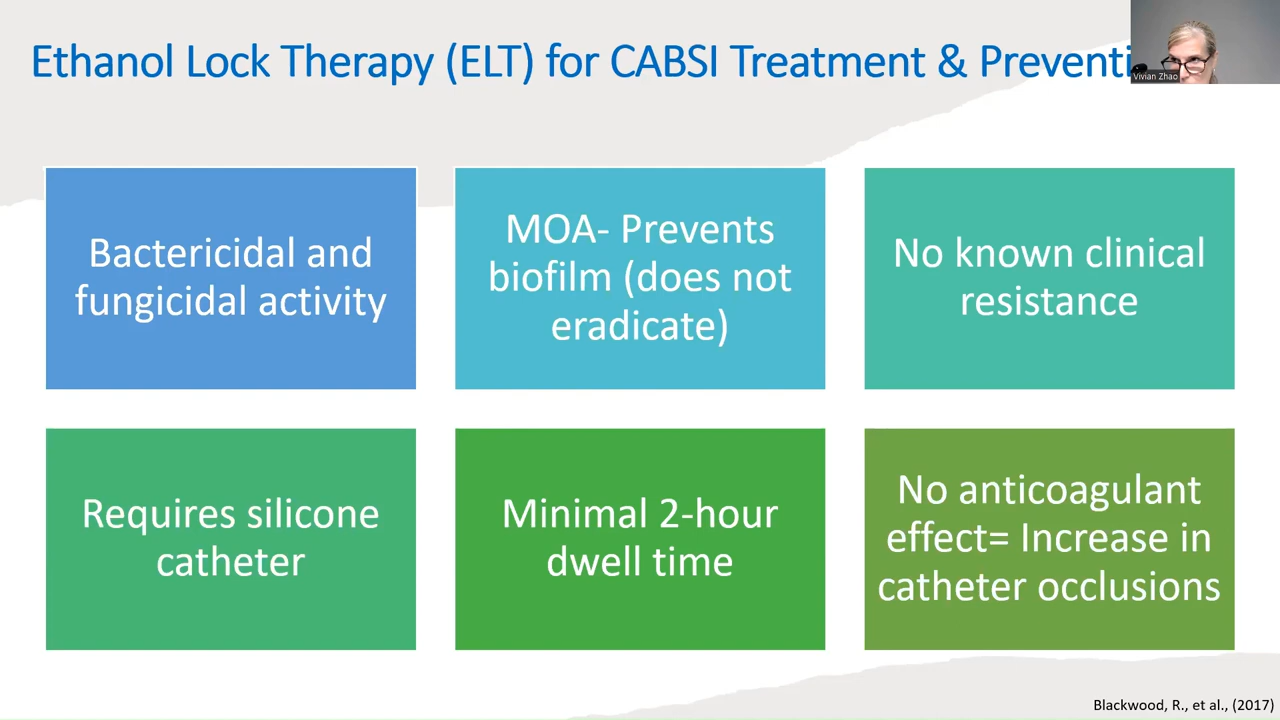 Ethanol Lock Therapy (ELT) for CABSI Treatment & Preventi
Vivian Zhao
Bactericidal and
fungicidal activity
MOA- Prevents
biofilm (does not
eradicate)
No known clinical
resistance
Requires silicone
catheter
Minimal 2-hour
dwell time
No anticoagulant
effect= Increase in
catheter occlusions
Blackwood, R., et al., (2017)